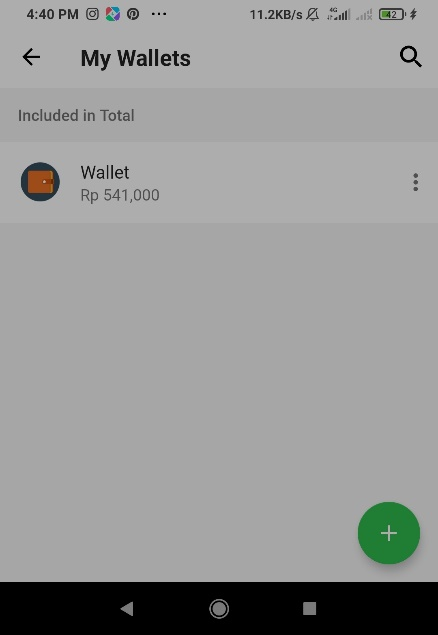 4:40 PM ... 11.2KB/s 4G 42
My Wallets
Included in Total
Wallet
Rp 541,000